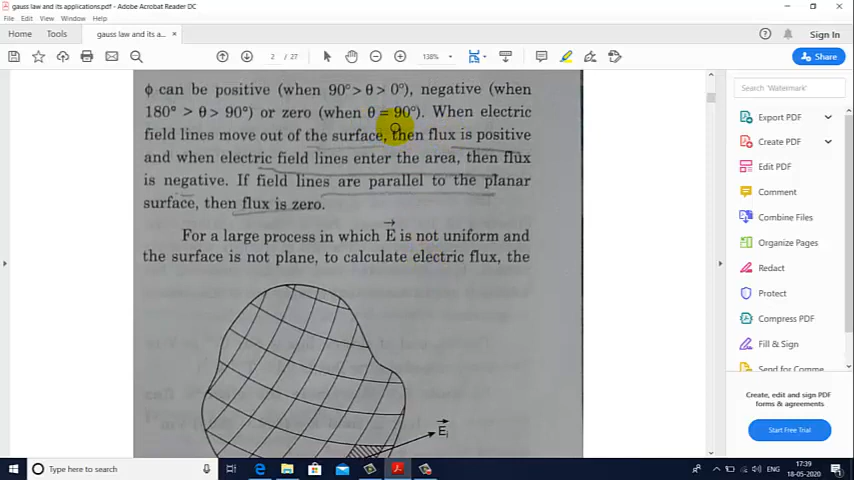 gauss law and its applications.pdf - Adobe Acrobat Reader DC
File Edit View Window Help
Home Tools gauss law and its a... × Sign In
2 / 27 138% Share
ϕ can be positive (when 90°> θ > 0°), negative (when
180° > θ > 90°) or zero (when θ = 90°). When electric
field lines move out of the surface, then flux is positive
and when electric field lines enter the area, then flux
is negative. If field lines are parallel to the planar
surface, then flux is zero.
For a large process in which E⃗ is not uniform and
the surface is not plane, to calculate electric flux, the
E⃗i
Search 'Watermark'
Export PDF
Create PDF
Edit PDF
Comment
Combine Files
Organize Pages
Redact
Protect
Compress PDF
Fill & Sign
Send for Comme
Create, edit and sign PDF
forms & agreements
Start Free Trial
Type here to search
ENG
17:39
18-05-2020